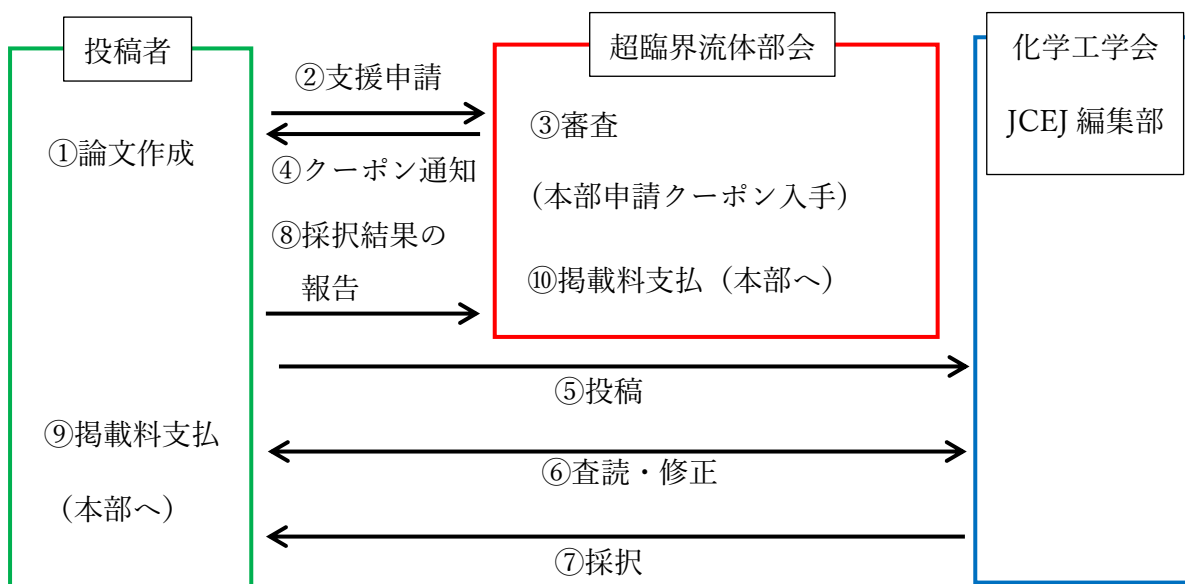 投稿者
①論文作成
⑨掲載料支払
（本部へ）
②支援申請
④クーポン通知
⑧採択結果の
報告
超臨界流体部会
③審査
（本部申請クーポン入手）
⑩掲載料支払（本部へ）
化学工学会
JCEJ 編集部
⑤投稿
⑥査読・修正
⑦採択